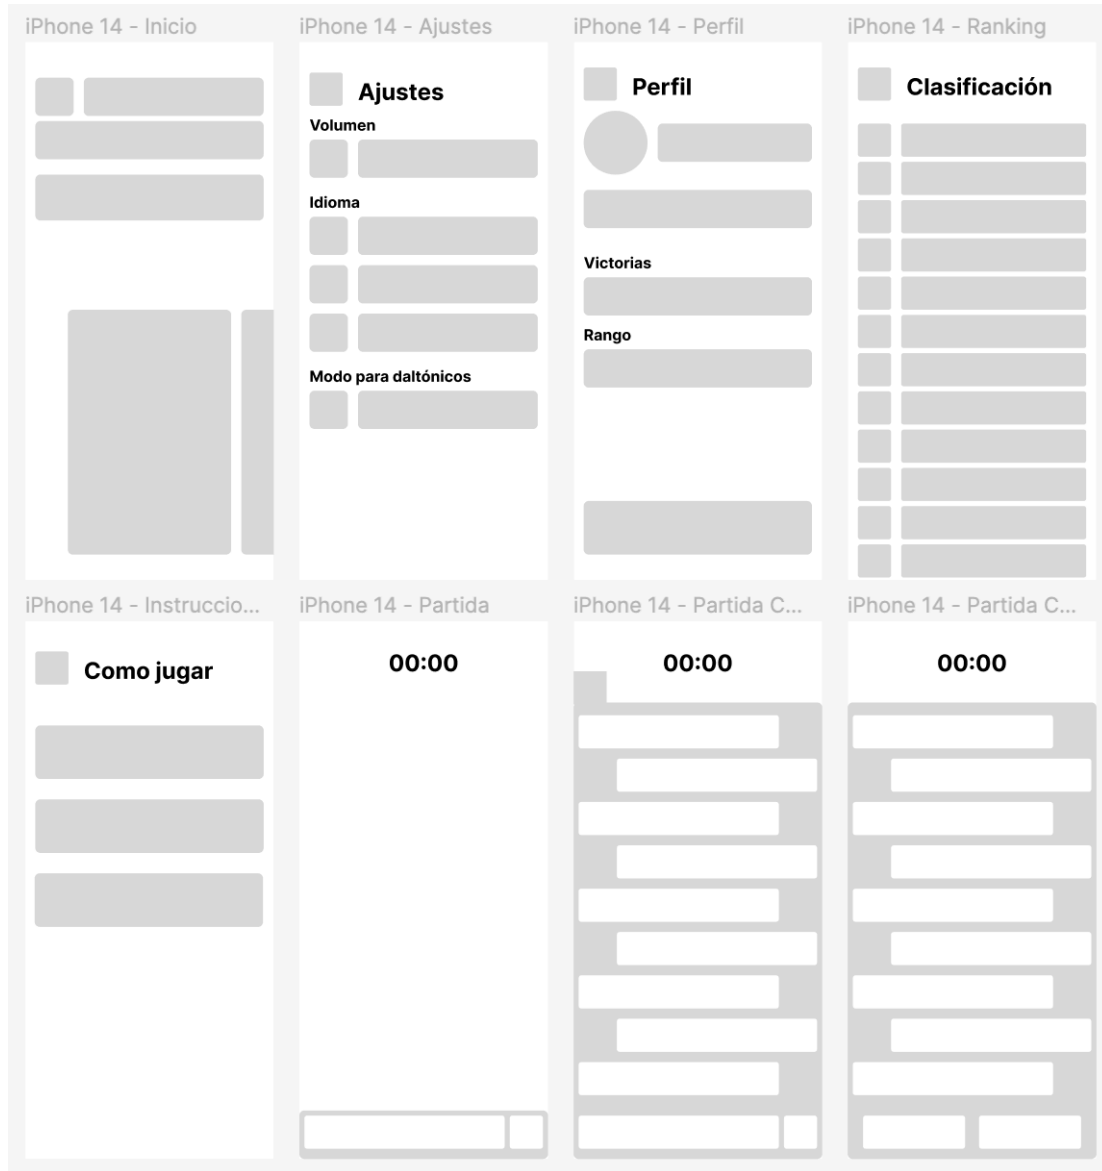 iPhone 14 - Inicio
iPhone 14 - Ajustes
Ajustes
Volumen
Idioma
Modo para daltónicos
iPhone 14 - Perfil
Perfil
Victorias
Rango
iPhone 14 - Ranking
Clasificación
iPhone 14 - Instruccio...
Como jugar
iPhone 14 - Partida
00:00
iPhone 14 - Partida C...
00:00
iPhone 14 - Partida C...
00:00